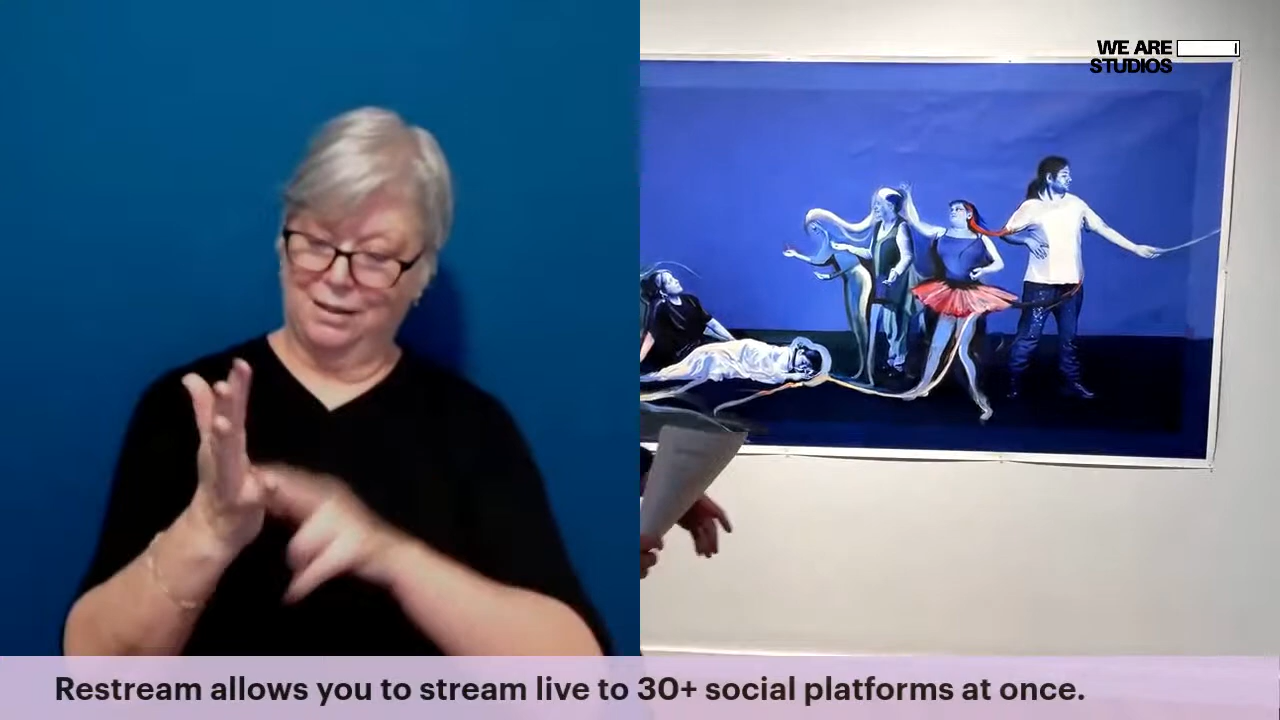 WE ARE
STUDIOS
Restream allows you to stream live to 30+ social platforms at once.